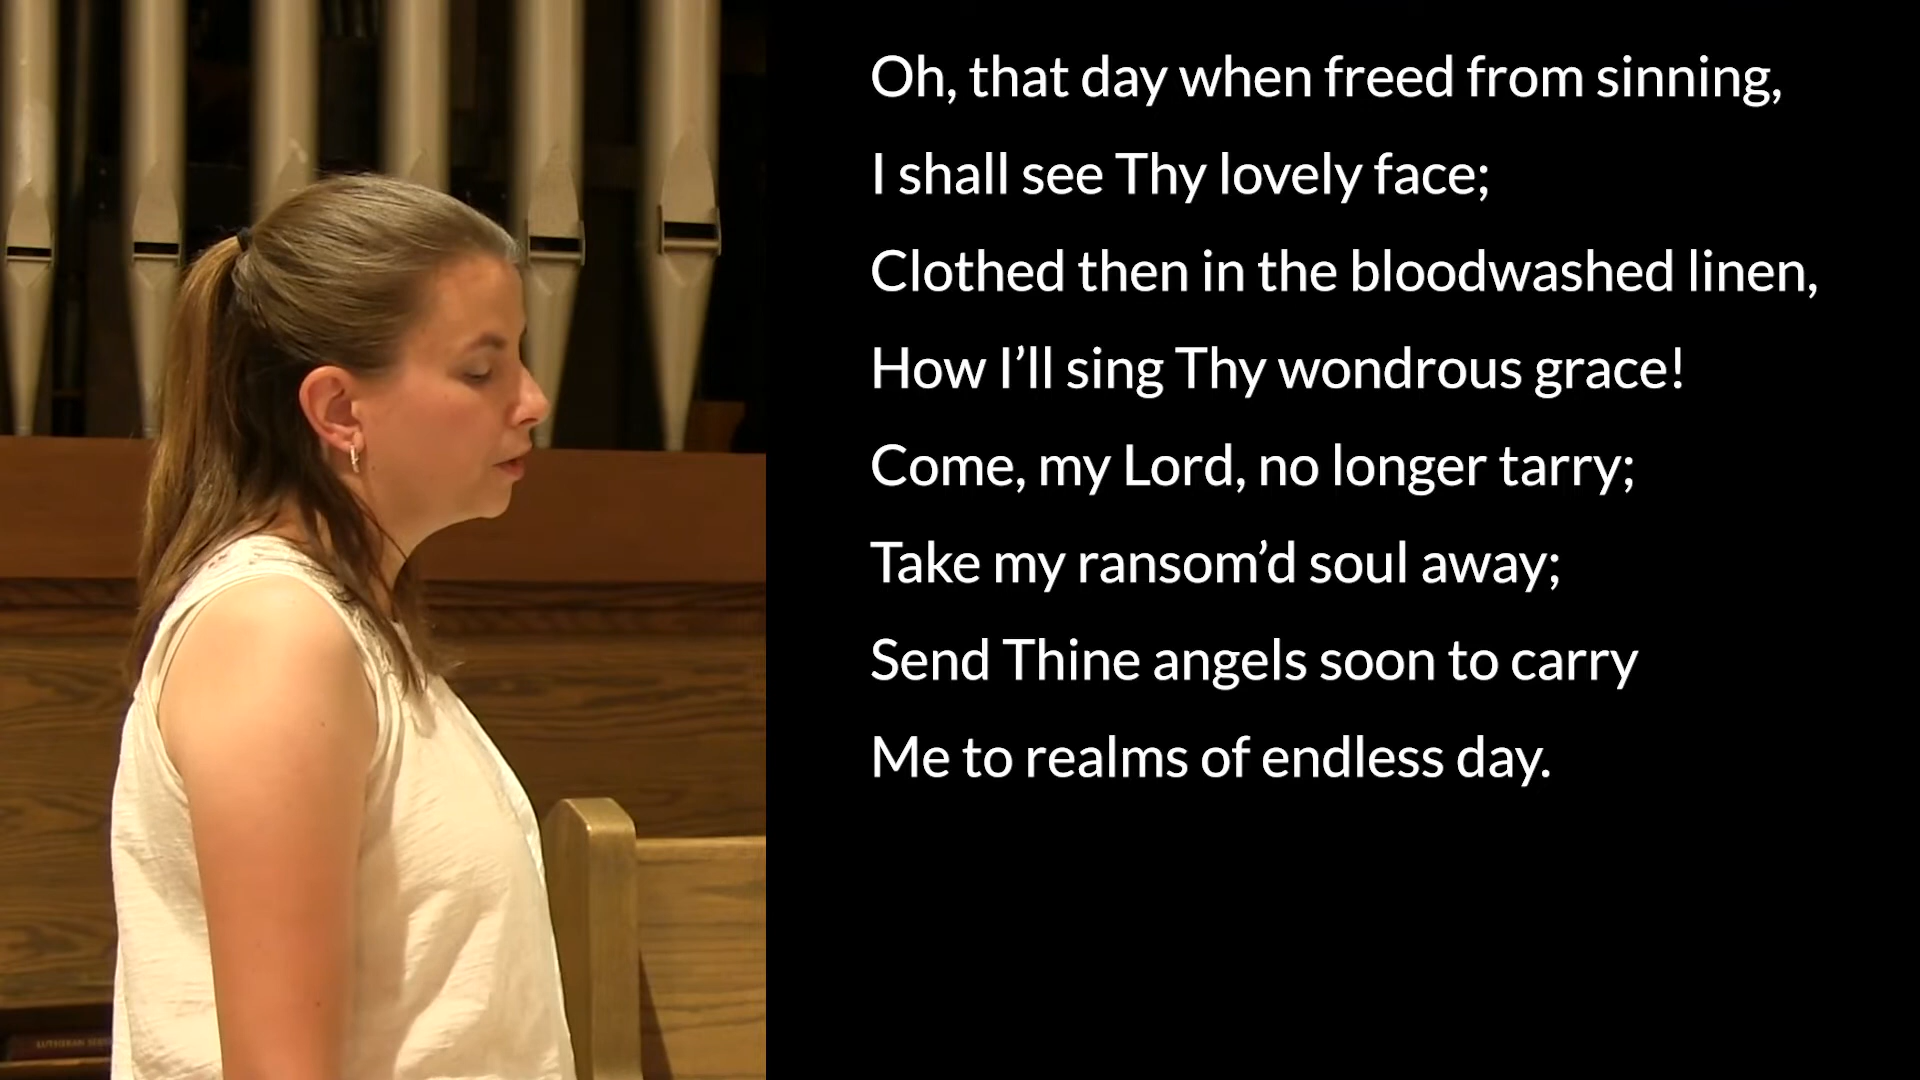 Oh, that day when freed from sinning,
I shall see Thy lovely face;
Clothed then in the bloodwashed linen,
How I’ll sing Thy wondrous grace!
Come, my Lord, no longer tarry;
Take my ransom’d soul away;
Send Thine angels soon to carry
Me to realms of endless day.
LUTHERAN